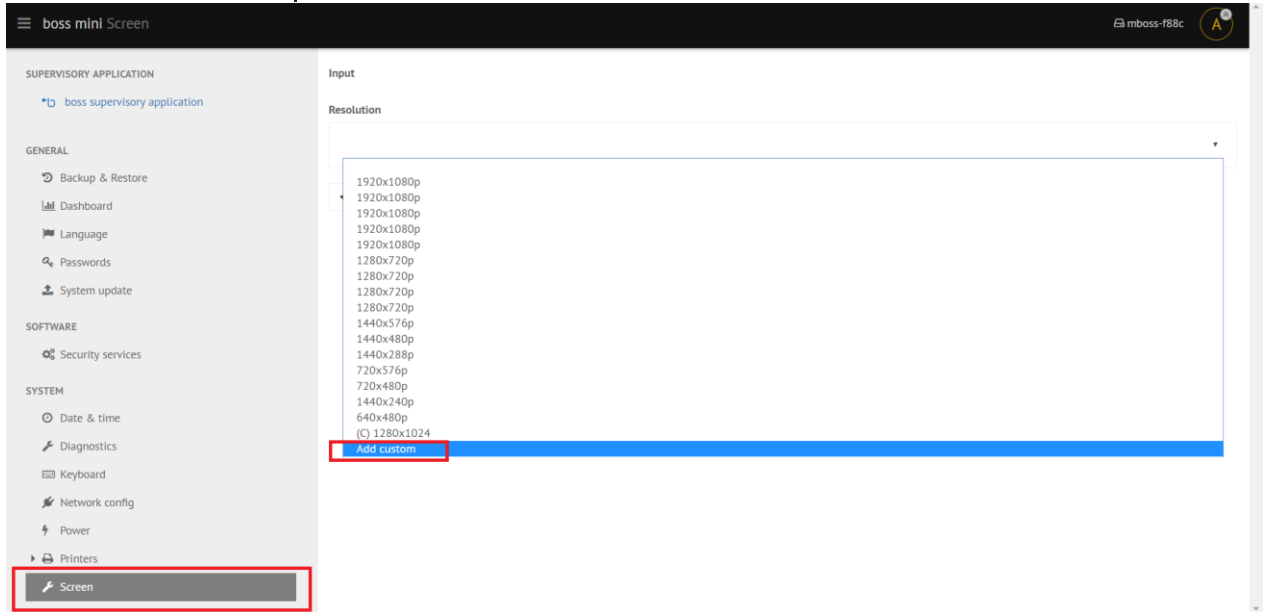 boss mini Screen
mboss-f88c
A
SUPERVISORY APPLICATION
boss supervisory application
GENERAL
Backup & Restore
Dashboard
Language
Passwords
System update
SOFTWARE
Security services
SYSTEM
Date & time
Diagnostics
Keyboard
Network config
Power
Printers
Screen
Input
Resolution
1920x1080p
1920x1080p
1920x1080p
1920x1080p
1920x1080p
1280x720p
1280x720p
1280x720p
1280x720p
1440x576p
1440x480p
1440x288p
720x576p
720x480p
1440x240p
640x480p
(C) 1280x1024
Add custom